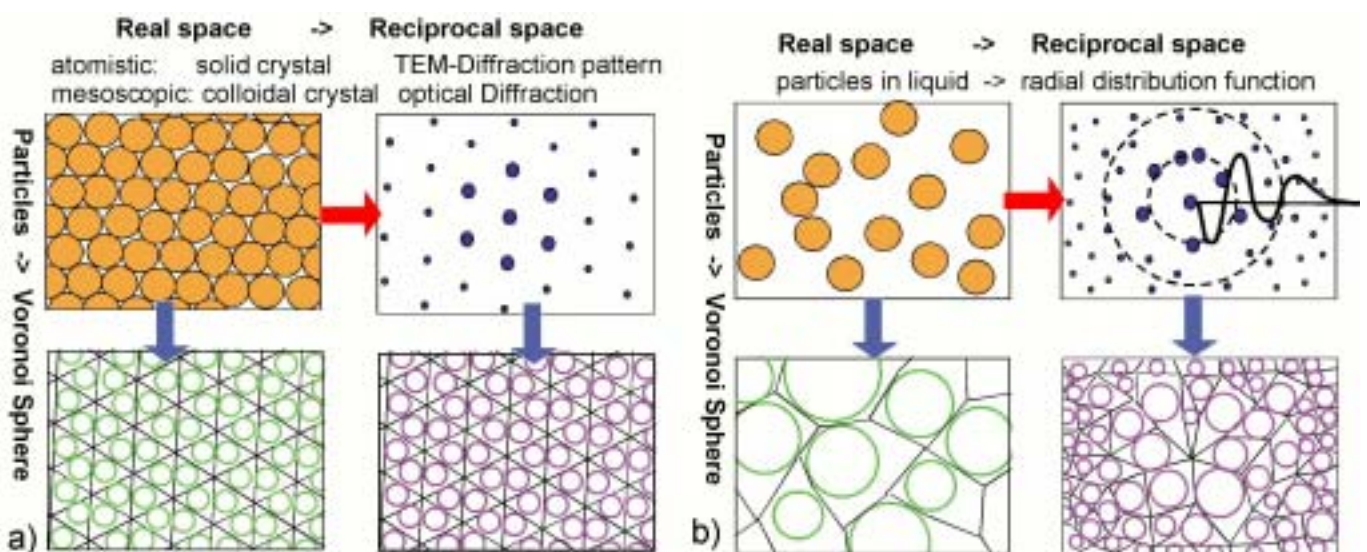 Real space -> Reciprocal space
atomistic: solid crystal TEM-Diffraction pattern
mesoscopic: colloidal crystal optical Diffraction
Particles -> Voronoi Sphere
a)
Real space -> Reciprocal space
particles in liquid -> radial distribution function
Particles -> Voronoi Sphere
b)